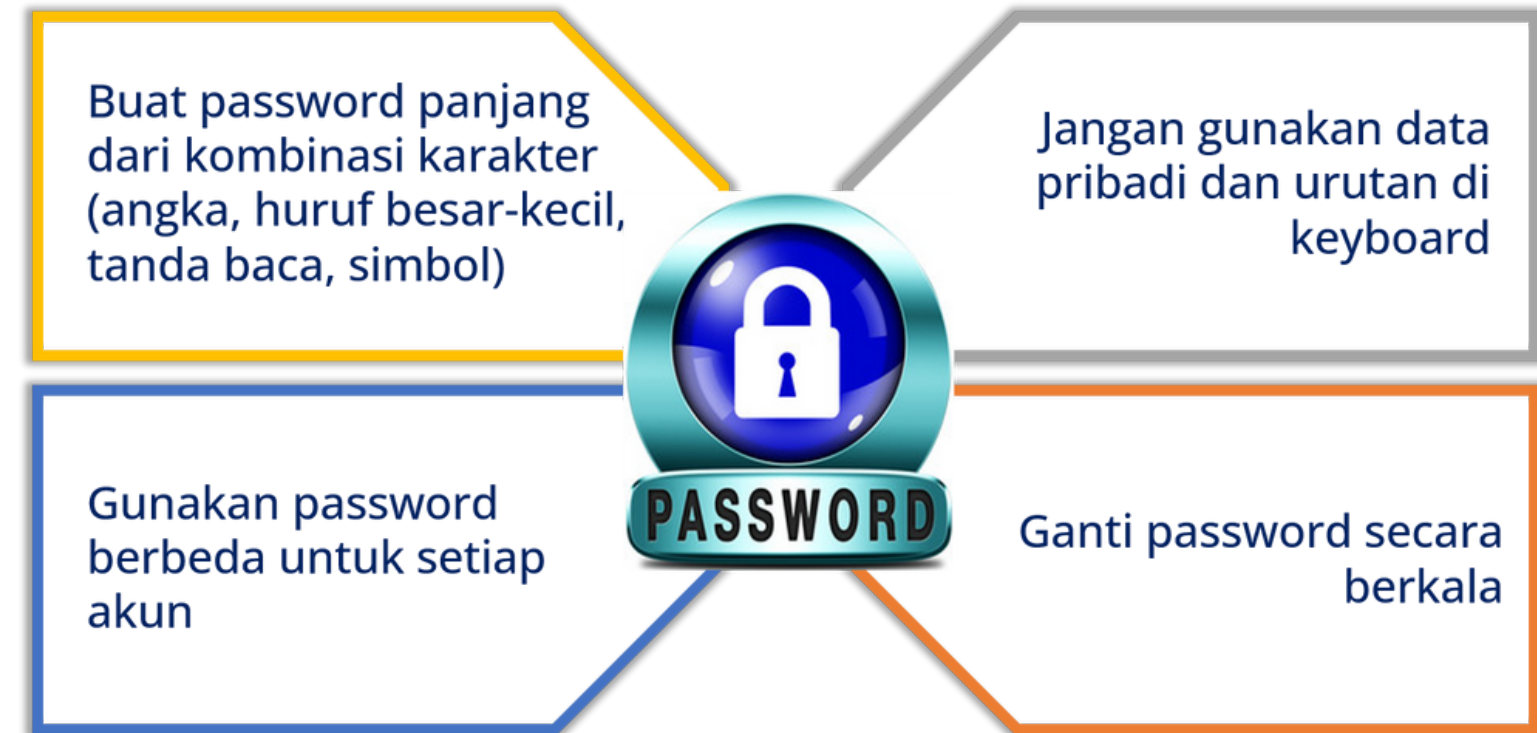 Buat password panjang
dari kombinasi karakter
(angka, huruf besar-kecil,
tanda baca, simbol)
Jangan gunakan data
pribadi dan urutan di
keyboard
PASSWORD
Gunakan password
berbeda untuk setiap
akun
Ganti password secara
berkala